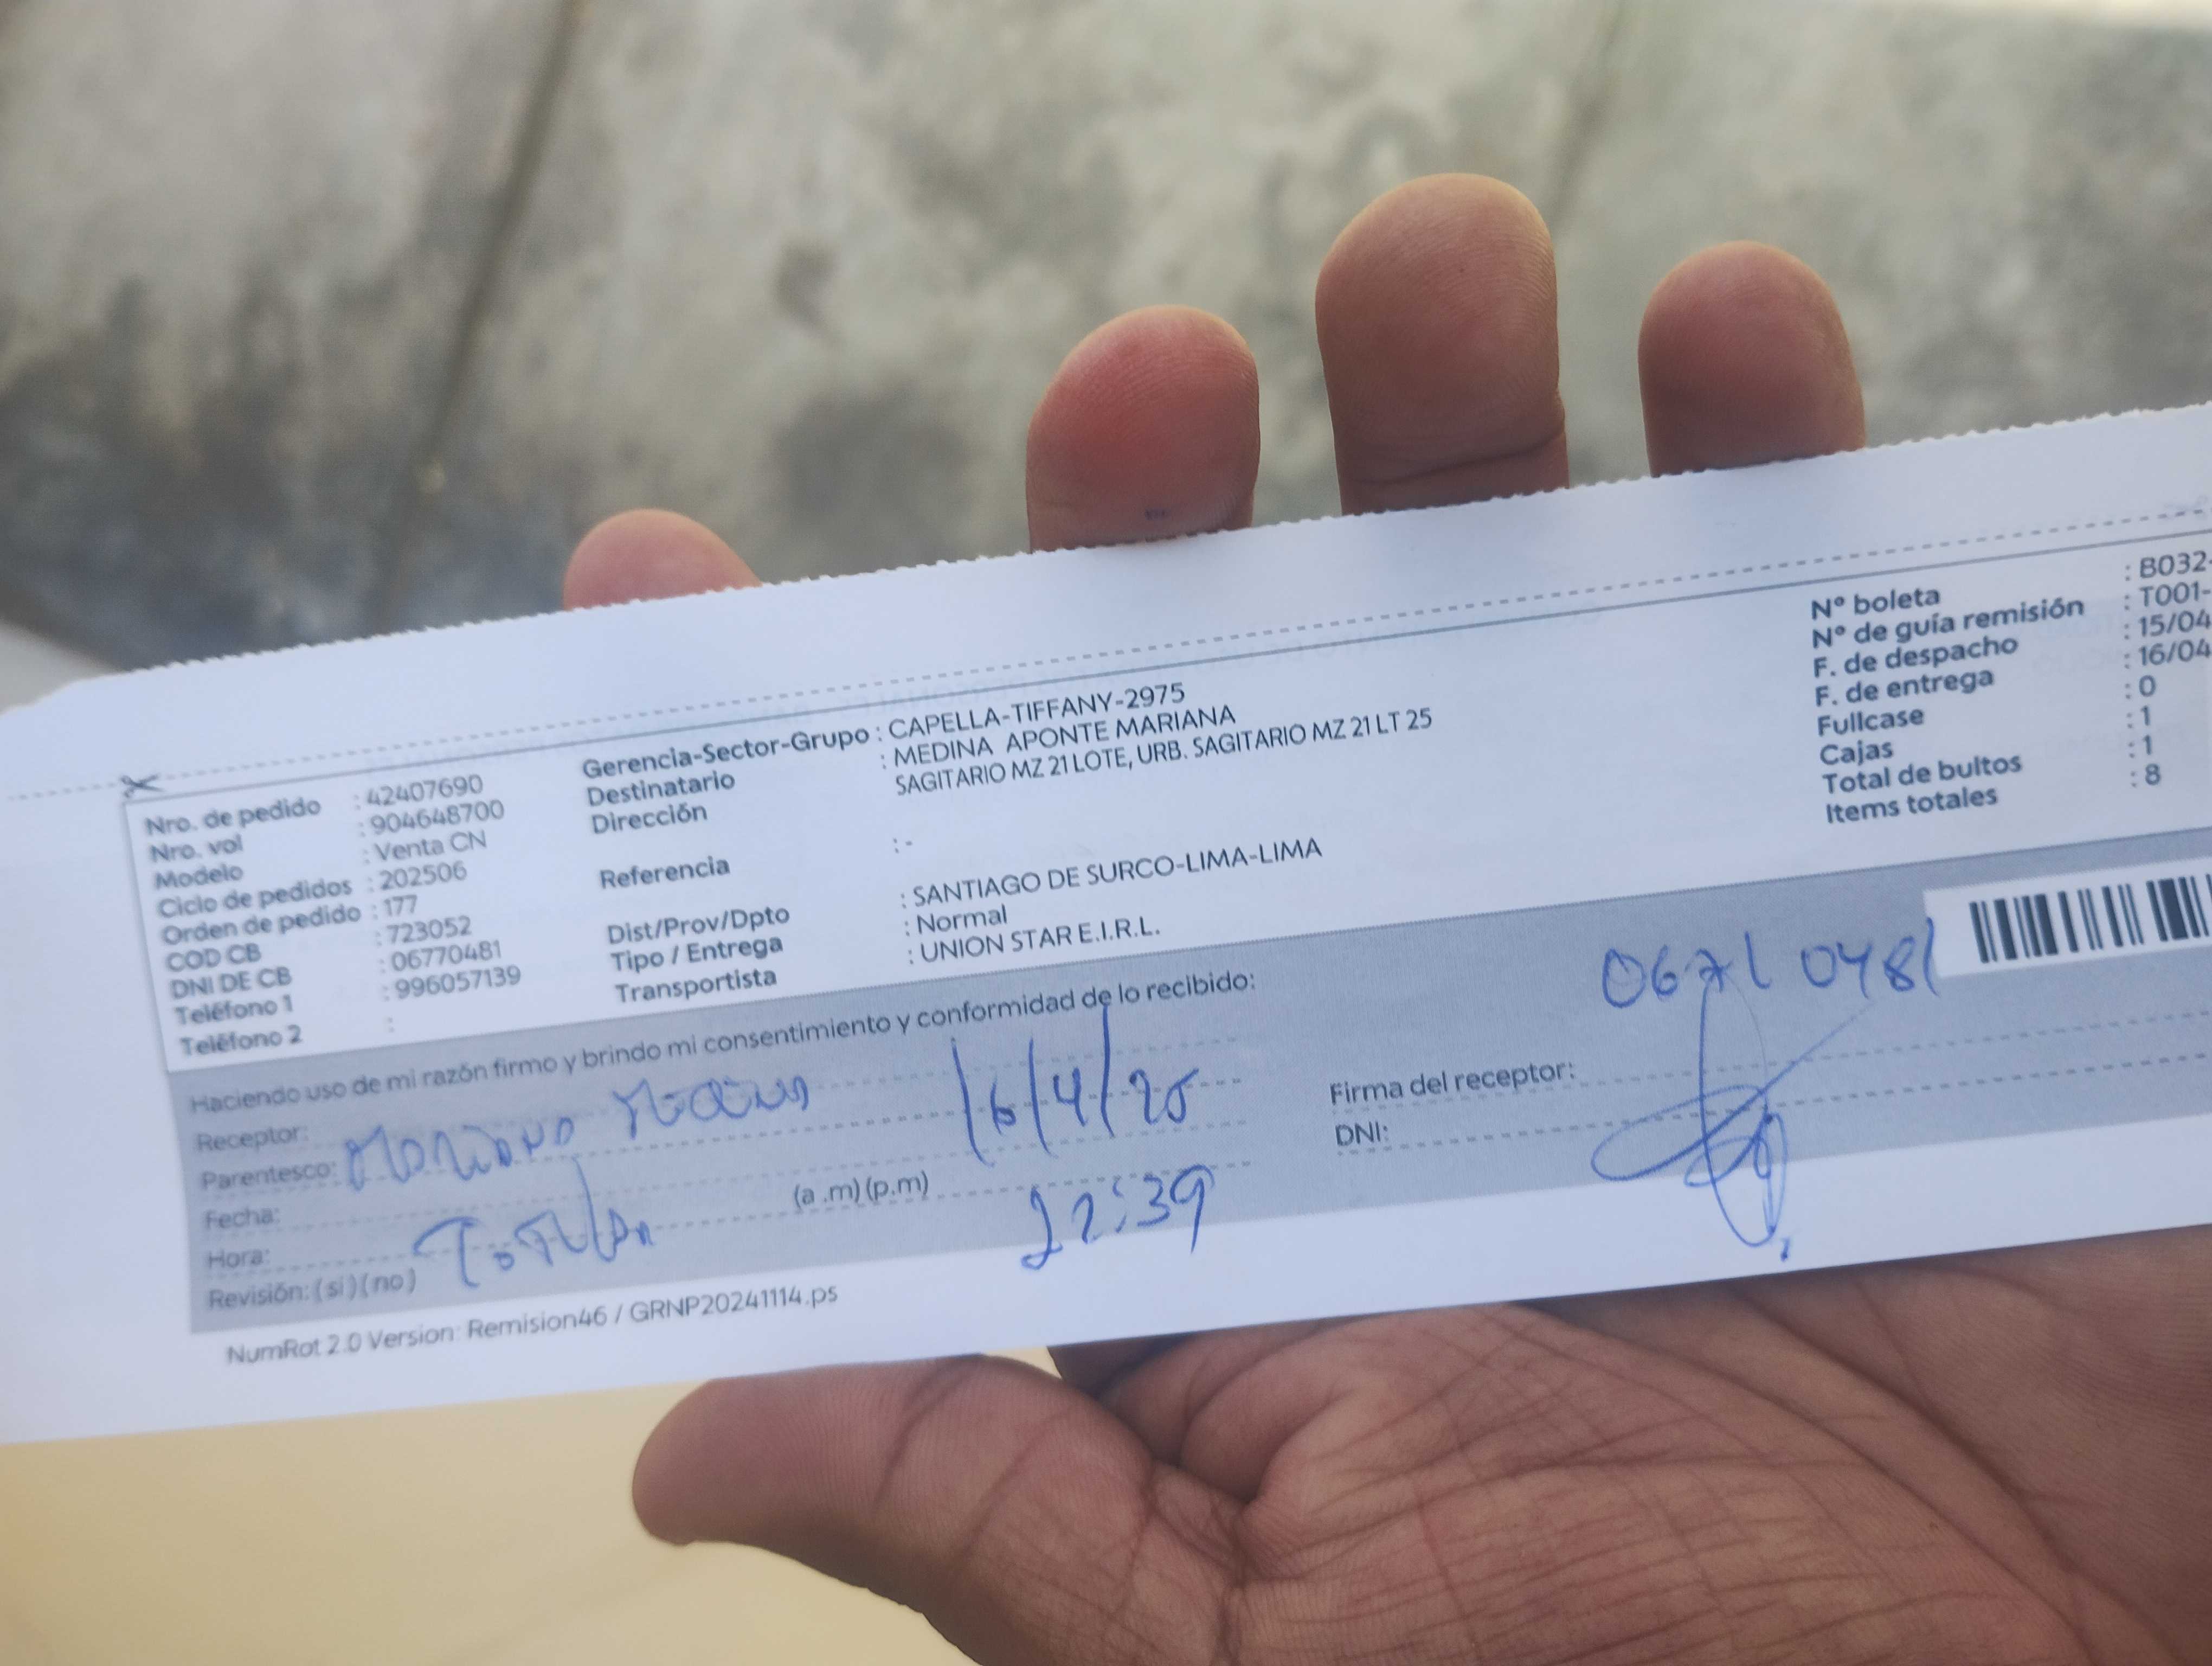 Nro. de pedido : 42407690
Nro. vol : 904648700
Modelo : Venta CN
Ciclo de pedidos : 202506
Orden de pedido : 177
COD CB : 723052
DNI DE CB : 06770481
Teléfono 1 : 996057139
Teléfono 2 :
Gerencia-Sector-Grupo : CAPELLA-TIFFANY-2975
Destinatario : MEDINA APONTE MARIANA
Dirección SAGITARIO MZ 21 LOTE, URB. SAGITARIO MZ 21 LT 25
Referencia : -
Dist/Prov/Dpto : SANTIAGO DE SURCO-LIMA-LIMA
Tipo / Entrega : Normal
Transportista : UNION STAR E.I.R.L.
N° boleta : B032-
N° de guía remisión : T001-
F. de despacho : 15/04
F. de entrega : 16/04
Fullcase : 0
Cajas : 1
Total de bultos : 1
Items totales : 8
Haciendo uso de mi razón firmo y brindo mi consentimiento y conformidad de lo recibido:
Receptor:
Parentesco:
16/4/25
Fecha:
Hora: (a .m) (p.m)
Revisión: (si) (no)
:39
Firma del receptor:
DNI:
0481
NumRot 2.0 Version: Remision46 / GRNP20241114.ps